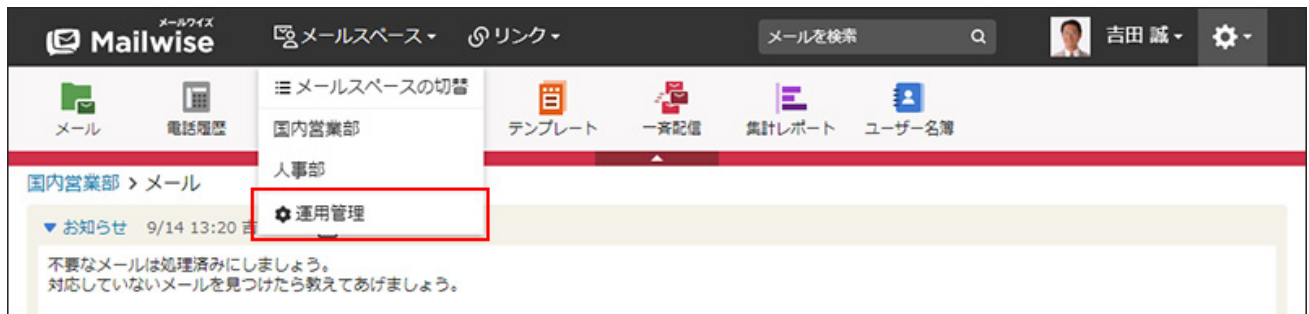 メールワイズ
Mailwise
メールスペース
リンク
メールを検索
吉田 誠
メール
電話履歴
メールスペースの切替
国内営業部
人事部
運用管理
テンプレート
一斉配信
集計レポート
ユーザー名簿
国内営業部 > メール
お知らせ 9/14 13:20 吉
不要なメールは処理済みにしましょう。
対応していないメールを見つけたら教えてあげましょう。